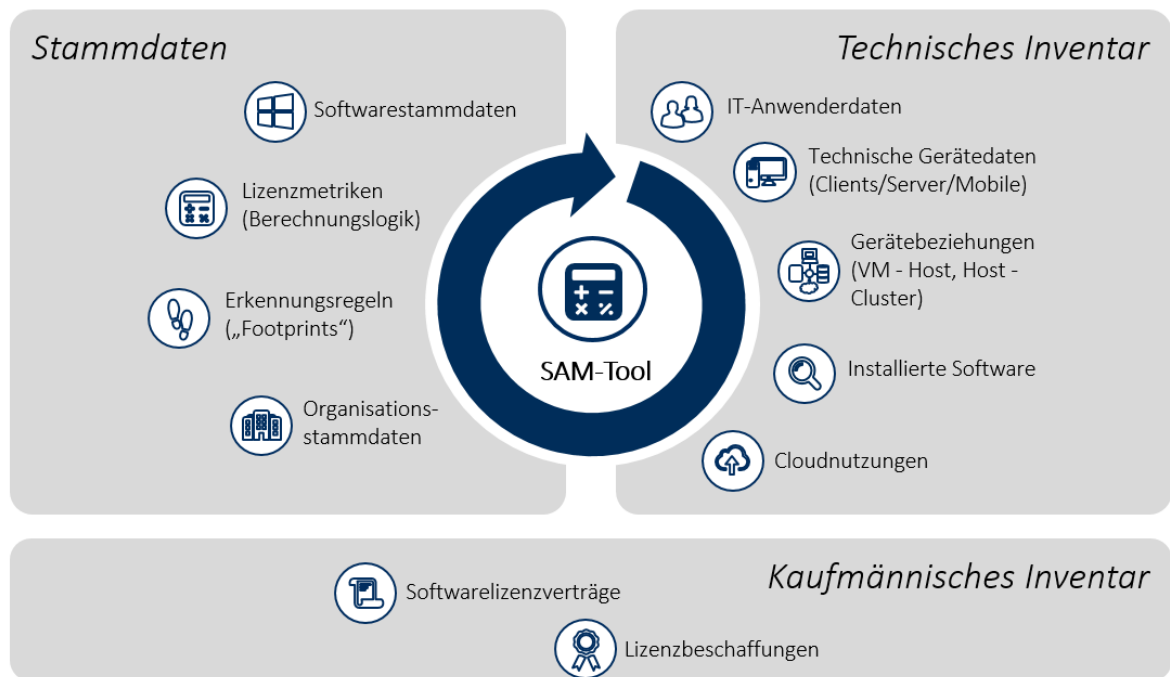 Stammdaten
Softwarestammdaten
Lizenzmetriken
(Berechnungslogik)
Erkennungsregeln
(„Footprints“)
Organisations-
stammdaten
SAM-Tool
Technisches Inventar
IT-Anwenderdaten
Technische Gerätedaten
(Clients/Server/Mobile)
Gerätebeziehungen
(VM - Host, Host -
Cluster)
Installierte Software
Cloudnutzungen
Kaufmännisches Inventar
Softwarelizenzverträge
Lizenzbeschaffungen